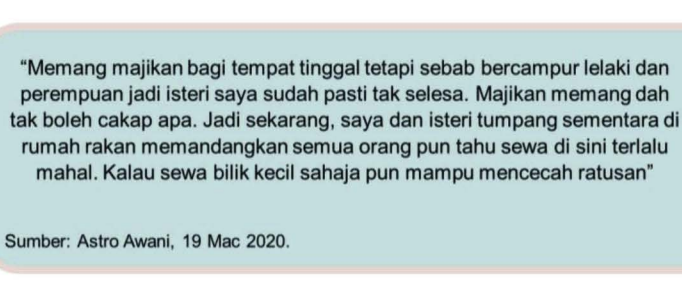 “Memang majikan bagi tempat tinggal tetapi sebab bercampur lelaki dan
perempuan jadi isteri saya sudah pasti tak selesa. Majikan memang dah
tak boleh cakap apa. Jadi sekarang, saya dan isteri tumpang sementara di
rumah rakan memandangkan semua orang pun tahu sewa di sini terlalu
mahal. Kalau sewa bilik kecil sahaja pun mampu mencecah ratusan”
Sumber: Astro Awani, 19 Mac 2020.